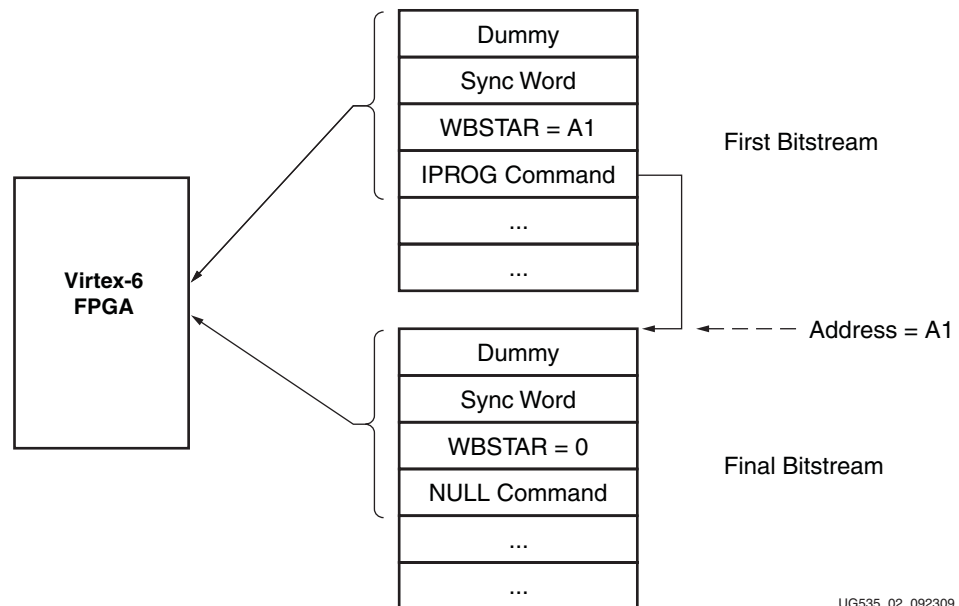 Dummy
Sync Word
WBSTAR = A1
First Bitstream
IPROG Command
...
...
Virtex-6
FPGA
Address = A1
Dummy
Sync Word
WBSTAR = 0
Final Bitstream
NULL Command
...
...
UG535_02_092309